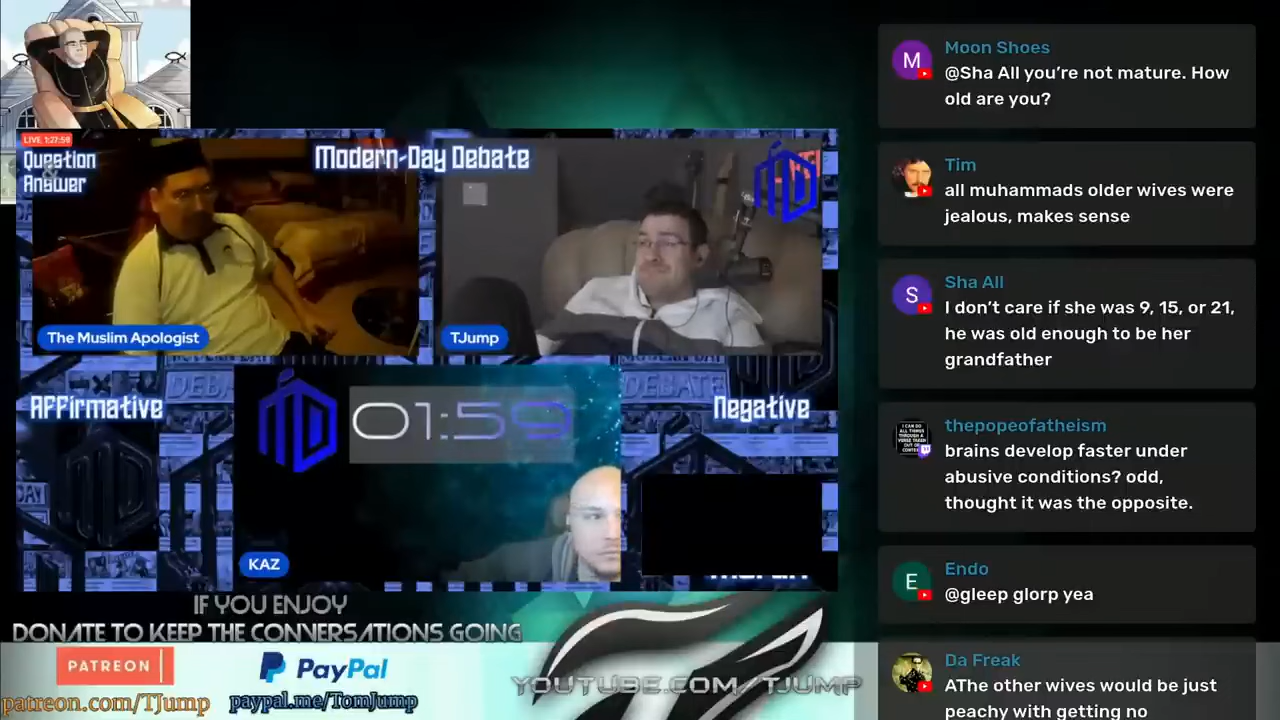 LIVE, 1:27:56
Question
&
Answer
Modern-Day Debate
The Muslim Apologist
TJump
DEBATE
Affirmative
Negative
01:59
KAZ
IF YOU ENJOY
DONATE TO KEEP THE CONVERSATIONS GOING
PATREON
PayPal
patreon.com/TJump
paypal.me/TomJump
YOUTUBE.COM/TJUMP
M
Moon Shoes
@Sha All you’re not mature. How
old are you?
Tim
all muhammads older wives were
jealous, makes sense
S
Sha All
I don’t care if she was 9, 15, or 21,
he was old enough to be her
grandfather
thepopeofatheism
brains develop faster under
abusive conditions? odd,
thought it was the opposite.
E
Endo
@gleep glorp yea
Da Freak
AThe other wives would be just
peachy with getting no